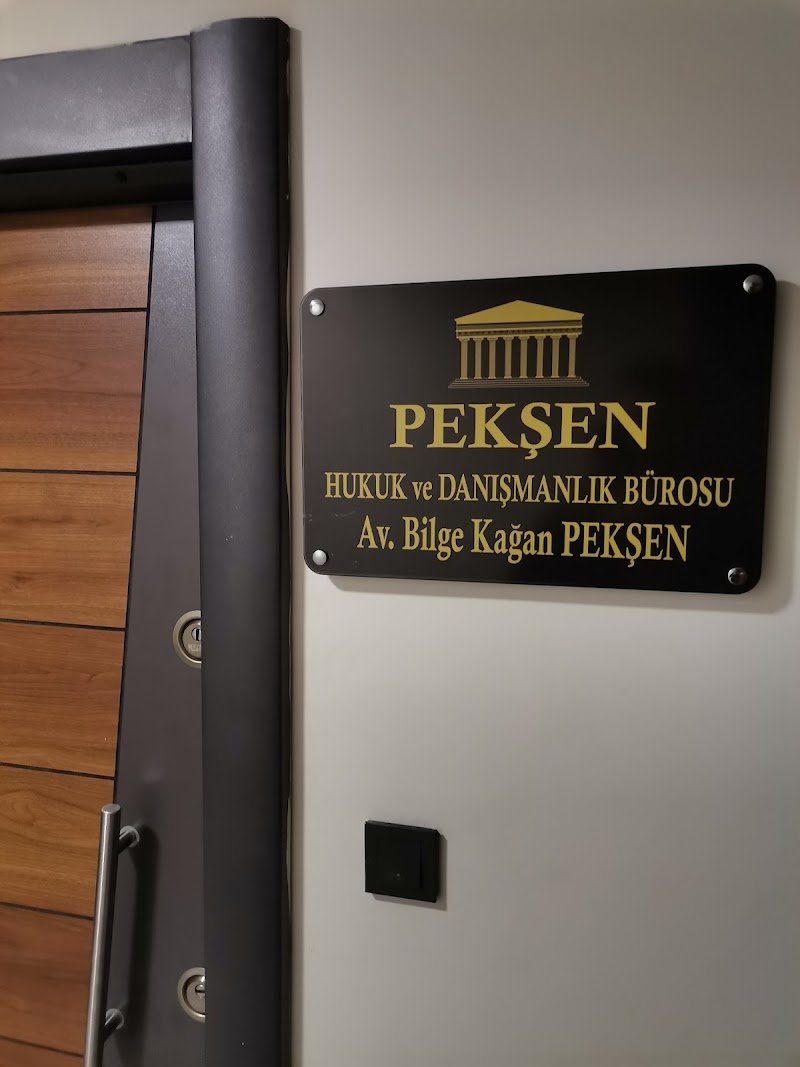 PEKŞEN
HUKUK ve DANIŞMANLIK BÜROSU
Av. Bilge Kağan PEKŞEN